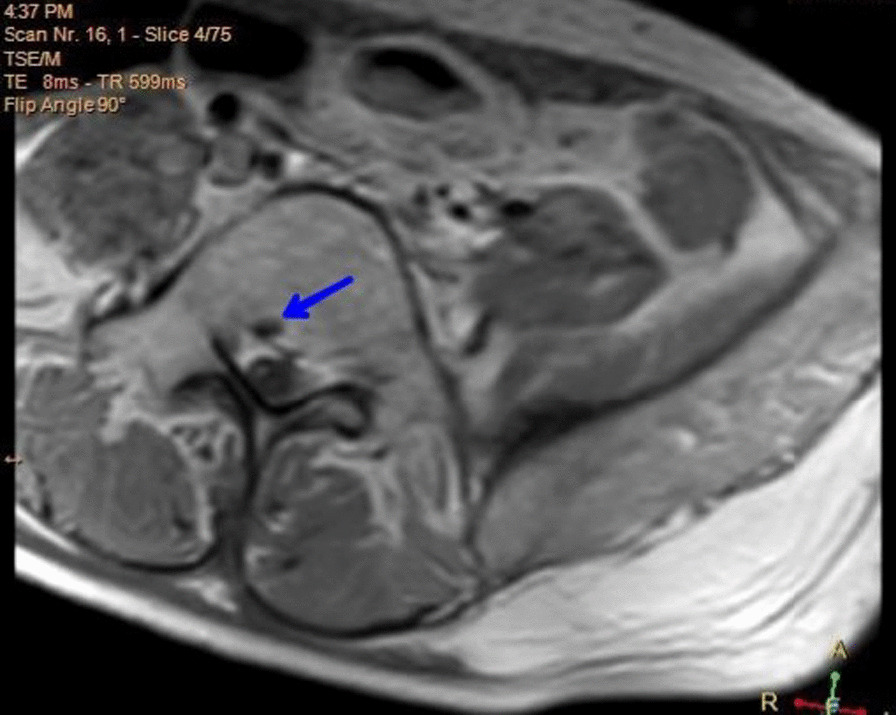 4:37 PM
Scan Nr. 16, 1 - Slice 4/75
TSE/M
TE 8ms - TR 599ms
Flip Angle 90°
A
R
F